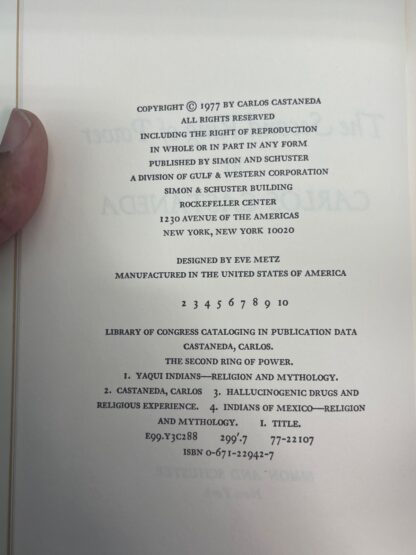 COPYRIGHT © 1977 BY CARLOS CASTANEDA
ALL RIGHTS RESERVED
INCLUDING THE RIGHT OF REPRODUCTION
IN WHOLE OR IN PART IN ANY FORM
PUBLISHED BY SIMON AND SCHUSTER
A DIVISION OF GULF & WESTERN CORPORATION
SIMON & SCHUSTER BUILDING
ROCKEFELLER CENTER
1230 AVENUE OF THE AMERICAS
NEW YORK, NEW YORK 10020
DESIGNED BY EVE METZ
MANUFACTURED IN THE UNITED STATES OF AMERICA
2 3 4 5 6 7 8 9 10
LIBRARY OF CONGRESS CATALOGING IN PUBLICATION DATA
CASTANEDA, CARLOS.
THE SECOND RING OF POWER.
1. YAQUI INDIANS—RELIGION AND MYTHOLOGY.
2. CASTANEDA, CARLOS 3. HALLUCINOGENIC DRUGS AND
RELIGIOUS EXPERIENCE. 4. INDIANS OF MEXICO—RELIGION
AND MYTHOLOGY. I. TITLE.
E99.Y3C288 299'.7 77-22107
ISBN 0-671-22942-7